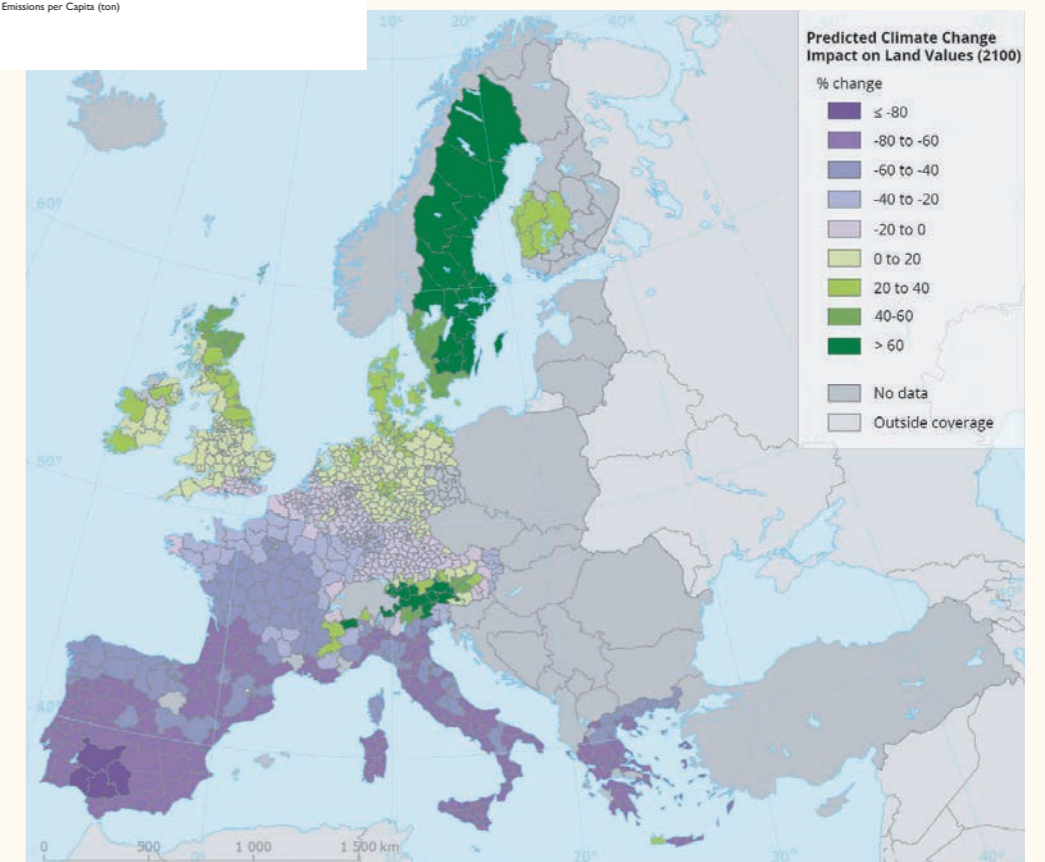 Emissions per Capita (ton)
10° 20° 40° 50°
Predicted Climate Change
Impact on Land Values (2100)
% change
≤ -80
-80 to -60
-60 to -40
-40 to -20
-20 to 0
0 to 20
20 to 40
40-60
> 60
No data
Outside coverage
60°
50°
40°
0 500 1 000 1 500 km
20° 30° 40°